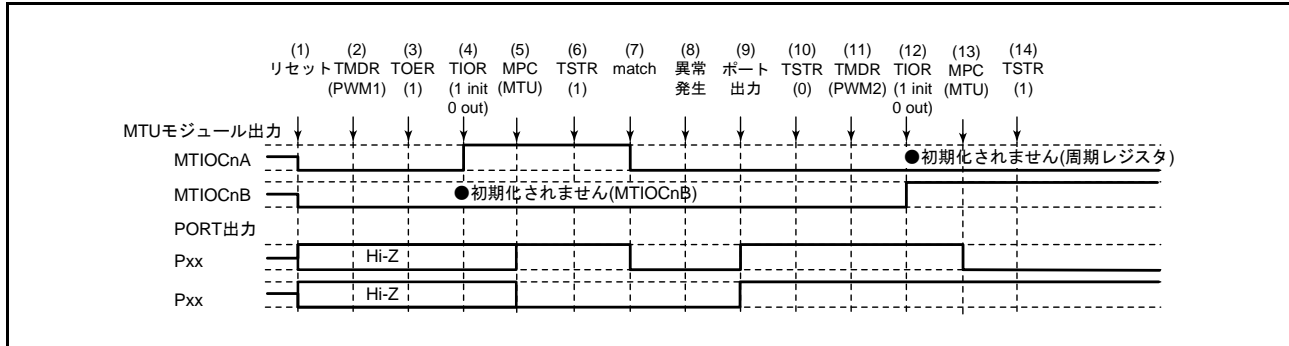 (1) (2) (3) (4) (5) (6) (7) (8) (9) (10) (11) (12) (13) (14)
リセット TMDR TOER TIOR MPC TSTR match 異常 ポート TSTR TMDR TIOR MPC TSTR
(PWM1) (1) (1 init (MTU) (1) 発生 出力 (0) (PWM2) (1 init (MTU) (1)
0 out) 0 out)
MTUモジュール出力
MTIOCnA ●初期化されません(周期レジスタ)
MTIOCnB ●初期化されません(MTIOCnB)
PORT出力
Pxx Hi-Z
Pxx Hi-Z